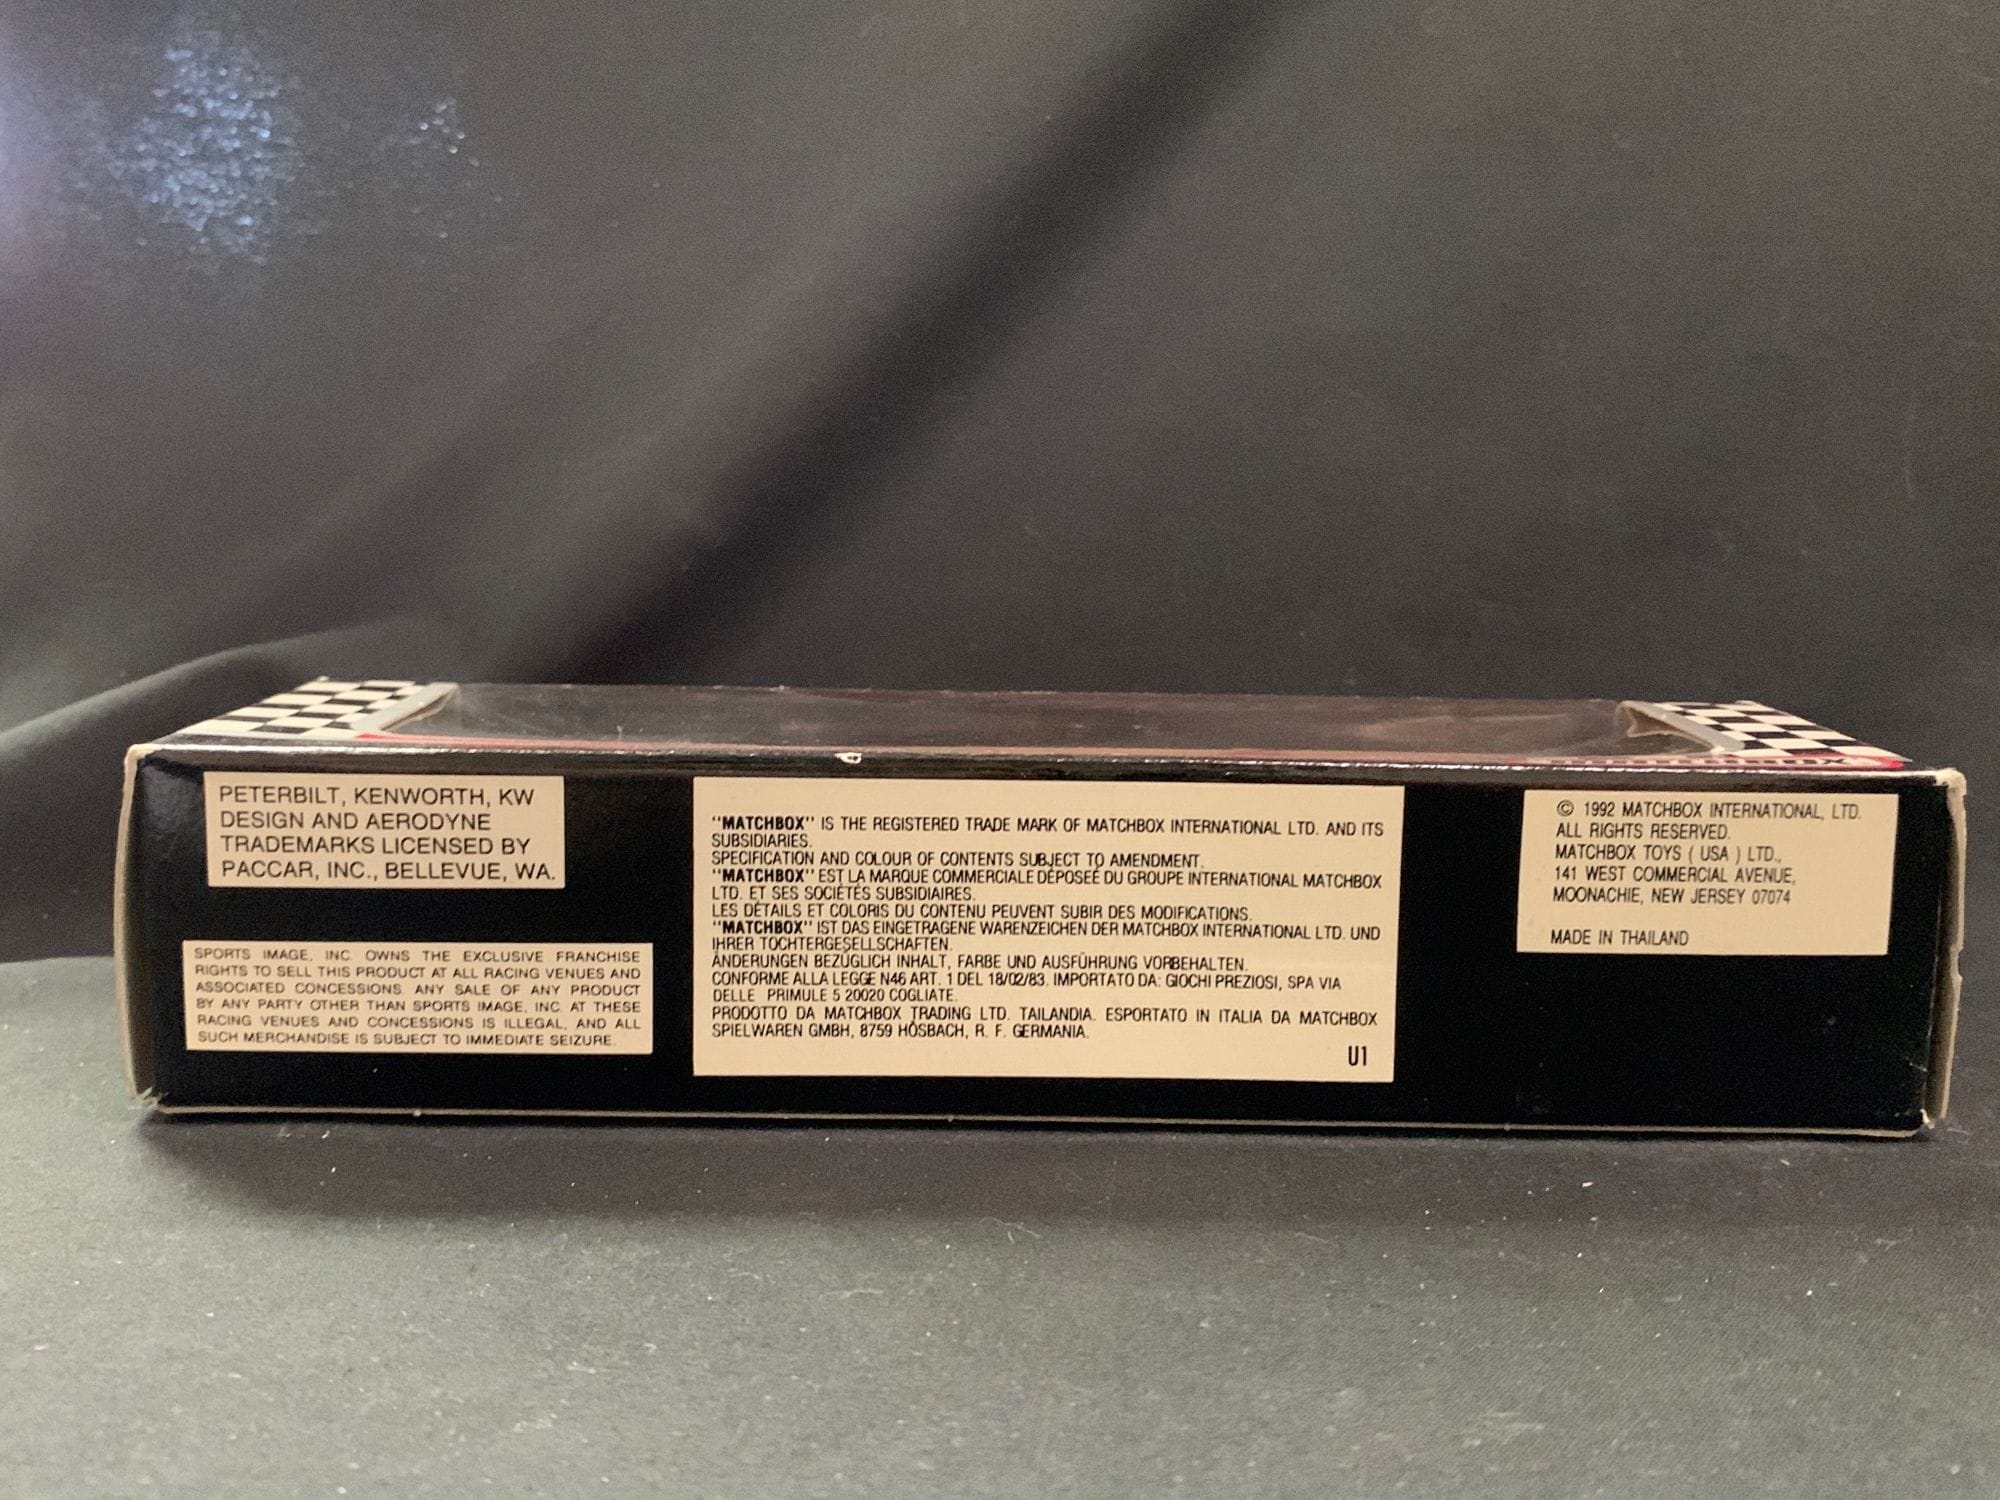 PETERBILT, KENWORTH, KW
DESIGN AND AERODYNE
TRADEMARKS LICENSED BY
PACCAR, INC., BELLEVUE, WA.
SPORTS IMAGE, INC. OWNS THE EXCLUSIVE FRANCHISE
RIGHTS TO SELL THIS PRODUCT AT ALL RACING VENUES AND
ASSOCIATED CONCESSIONS. ANY SALE OF ANY PRODUCT
BY ANY PARTY OTHER THAN SPORTS IMAGE, INC. AT THESE
RACING VENUES AND CONCESSIONS IS ILLEGAL, AND ALL
SUCH MERCHANDISE IS SUBJECT TO IMMEDIATE SEIZURE.
"MATCHBOX" IS THE REGISTERED TRADE MARK OF MATCHBOX INTERNATIONAL LTD. AND ITS
SUBSIDIARIES.
SPECIFICATION AND COLOUR OF CONTENTS SUBJECT TO AMENDMENT.
"MATCHBOX" EST LA MARQUE COMMERCIALE DÉPOSÉE DU GROUPE INTERNATIONAL MATCHBOX
LTD. ET SES SOCIÉTÉS SUBSIDIAIRES.
LES DÉTAILS ET COLORIS DU CONTENU PEUVENT SUBIR DES MODIFICATIONS.
"MATCHBOX" IST DAS EINGETRAGENE WARENZEICHEN DER MATCHBOX INTERNATIONAL LTD. UND
IHRER TOCHTERGESELLSCHAFTEN.
ÄNDERUNGEN BEZÜGLICH INHALT, FARBE UND AUSFÜHRUNG VORBEHALTEN.
CONFORME ALLA LEGGE N46 ART. 1 DEL 18/02/83. IMPORTATO DA: GIOCHI PREZIOSI, SPA VIA
DELLE PRIMULE 5 20020 COGLIATE.
PRODOTTO DA MATCHBOX TRADING LTD. TAILANDIA. ESPORTATO IN ITALIA DA MATCHBOX
SPIELWAREN GMBH, 8759 HÖSBACH, R. F. GERMANIA.
U1
© 1992 MATCHBOX INTERNATIONAL, LTD.
ALL RIGHTS RESERVED.
MATCHBOX TOYS ( USA ) LTD.,
141 WEST COMMERCIAL AVENUE,
MOONACHIE, NEW JERSEY 07074
MADE IN THAILAND